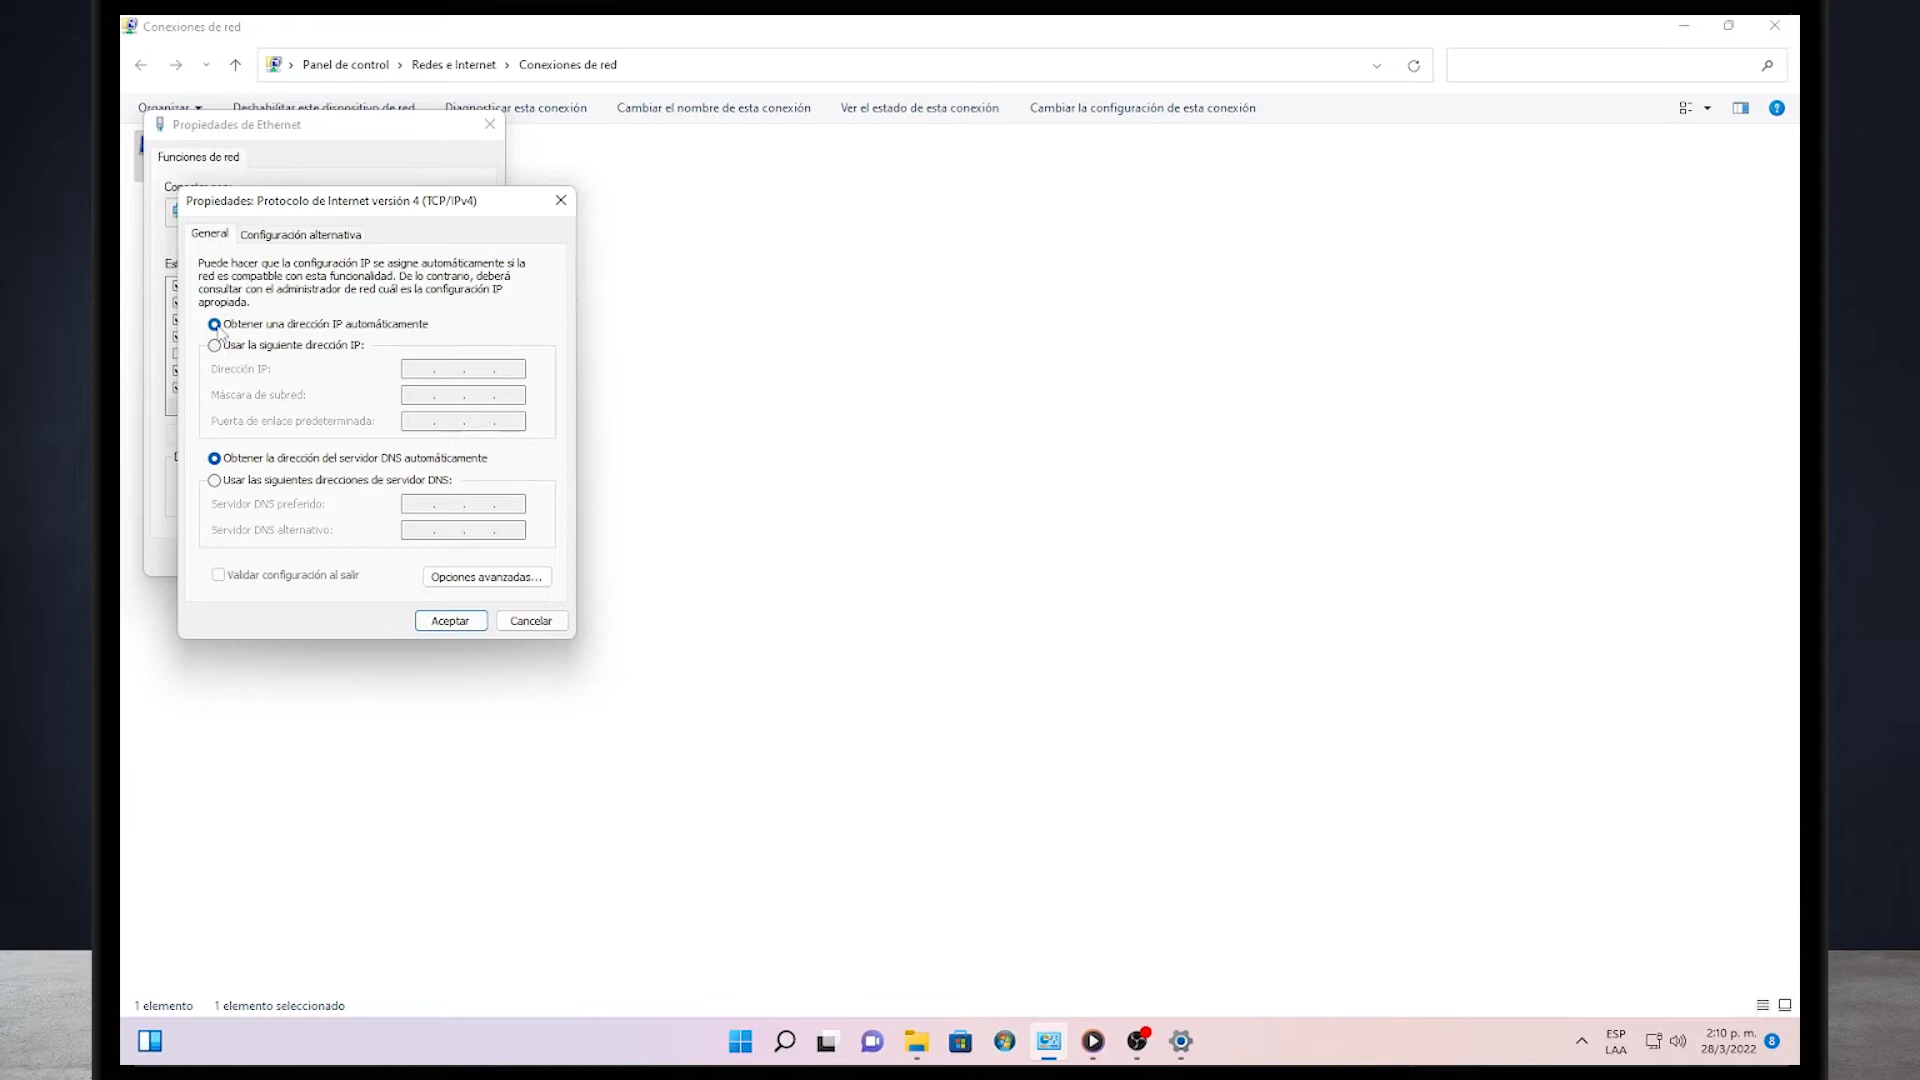 Conexiones de red
Panel de control
Redes e Internet
Conexiones de red
Organizar
Deshabilitar este dispositivo de red
Diagnosticar esta conexión
Cambiar el nombre de esta conexión
Ver el estado de esta conexión
Cambiar la configuración de esta conexión
Propiedades de Ethernet
Funciones de red
Propiedades: Protocolo de Internet versión 4 (TCP/IPv4)
General
Configuración alternativa
Puede hacer que la configuración IP se asigne automáticamente si la
red es compatible con esta funcionalidad. De lo contrario, deberá
consultar con el administrador de red cuál es la configuración IP
apropiada.
Obtener una dirección IP automáticamente
Usar la siguiente dirección IP:
Dirección IP:
Máscara de subred:
Puerta de enlace predeterminada:
Obtener la dirección del servidor DNS automáticamente
Usar las siguientes direcciones de servidor DNS:
Servidor DNS preferido:
Servidor DNS alternativo:
Validar configuración al salir
Opciones avanzadas...
Aceptar
Cancelar
1 elemento
1 elemento seleccionado
ESP
LAA
2:10 p. m.
28/3/2022
8